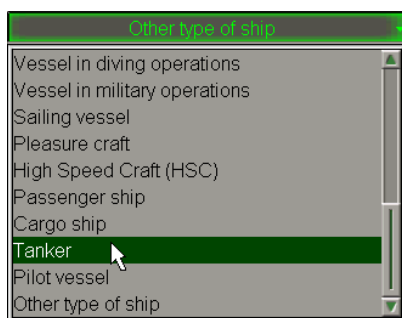 Other type of ship
Vessel in diving operations
Vessel in military operations
Sailing vessel
Pleasure craft
High Speed Craft (HSC)
Passenger ship
Cargo ship
Tanker
Pilot vessel
Other type of ship